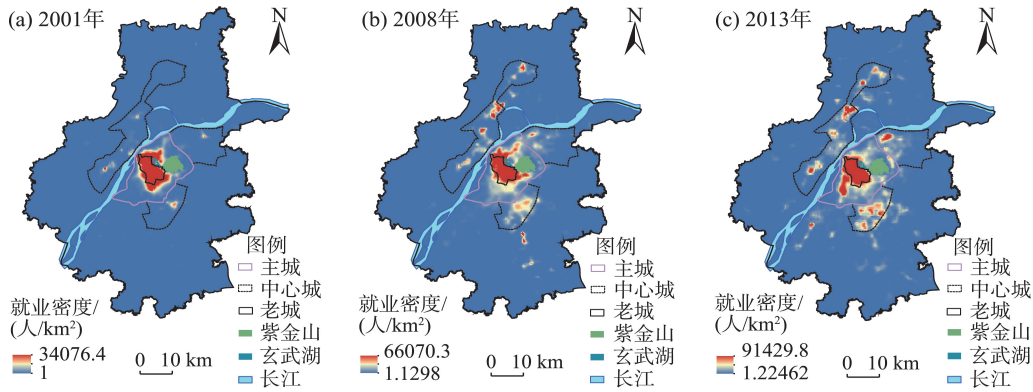 (a) 2001年
N
图例
主城
中心城
老城
紫金山
玄武湖
长江
就业密度/
(人/km²)
34076.4
1
0 10 km
(b) 2008年
N
图例
主城
中心城
老城
紫金山
玄武湖
长江
就业密度/
(人/km²)
66070.3
1.1298
0 10 km
(c) 2013年
N
图例
主城
中心城
老城
紫金山
玄武湖
长江
就业密度/
(人/km²)
91429.8
1.22462
0 10 km